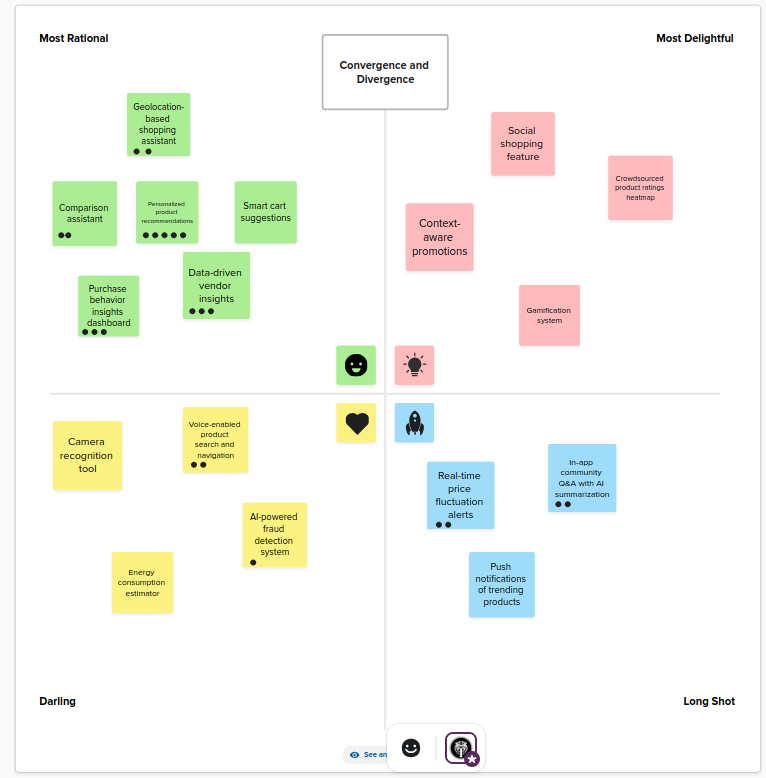 Most Rational
Most Delightful
Convergence and
Divergence
Geolocation-
based
shopping
assistant
Comparison
assistant
Personalized
product
recommendations
Smart cart
suggestions
Purchase
behavior
insights
dashboard
Data-driven
vendor
insights
Social
shopping
feature
Crowdsourced
product ratings
heatmap
Context-
aware
promotions
Gamification
system
Camera
recognition
tool
Voice-enabled
product
search and
navigation
AI-powered
fraud
detection
system
Energy
consumption
estimator
Real-time
price
fluctuation
alerts
In-app
community
Q&A with AI
summarization
Push
notifications
of trending
products
Darling
Long Shot
See an